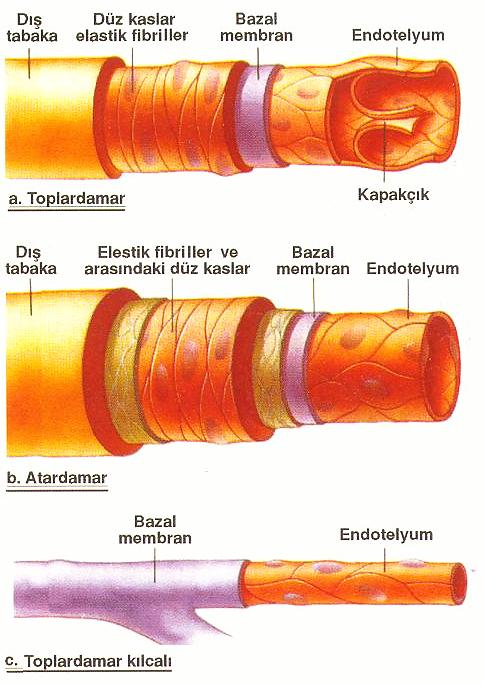 Dış
tabaka
Düz kaslar
elastik fibriller
Bazal
membran
Endotelyum
Kapakçık
a. Toplardamar
Dış
tabaka
Elestik fibriller ve
arasındaki düz kaslar
Bazal
membran
Endotelyum
b. Atardamar
Bazal
membran
Endotelyum
c. Toplardamar kılcalı